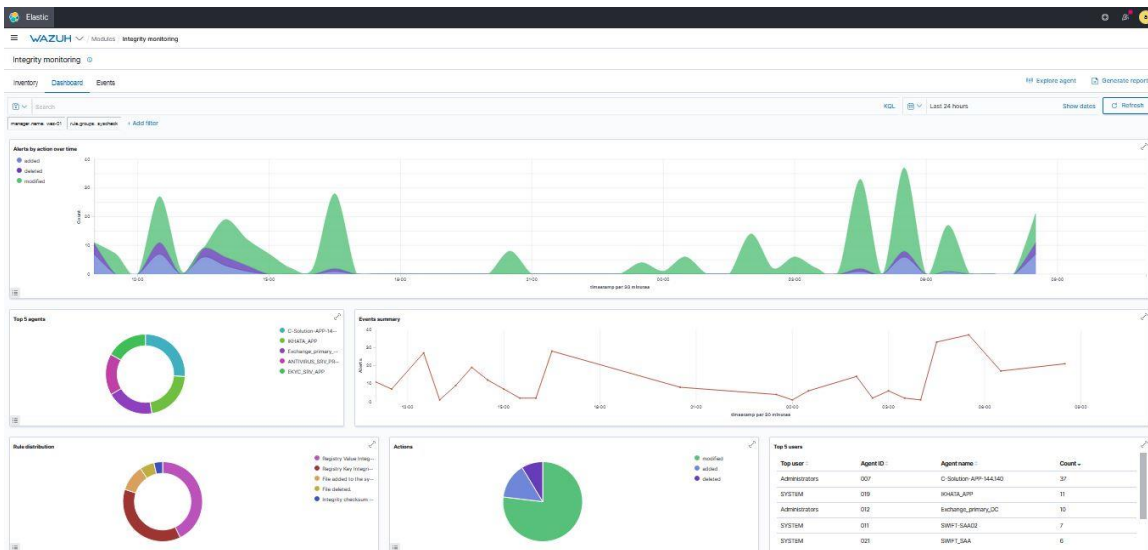 Elastic
WAZUH / Modules / Integrity monitoring
Integrity monitoring
Inventory Dashboard Events
Explore agent Generate report
Search KQL Last 24 hours Show dates Refresh
rule.groups: syscheck + Add filter
Alerts by action over time
added
deleted
modified
Count
timestamp per 30 minutes
Top 5 agents
C-Solution-APP-14...
IKHATA_APP
Exchange_primary_...
ANTIVIRUS_SRV_PR...
EKYC_SRV_APP
Events summary
Alerts
timestamp per 30 minutes
Rule distribution
Registry Value Integ...
Registry Key Integri...
File added to the sy...
File deleted.
Integrity checksum ...
Actions
modified
added
deleted
Top 5 users
Top user Agent ID Agent name Count
Administrators 007 C-Solution-APP-144.140 37
SYSTEM 019 IKHATA_APP 11
Administrators 012 Exchange_primary_DC 10
SYSTEM 011 SWIFT-SAA02 7
SYSTEM 021 SWIFT_SAA 6